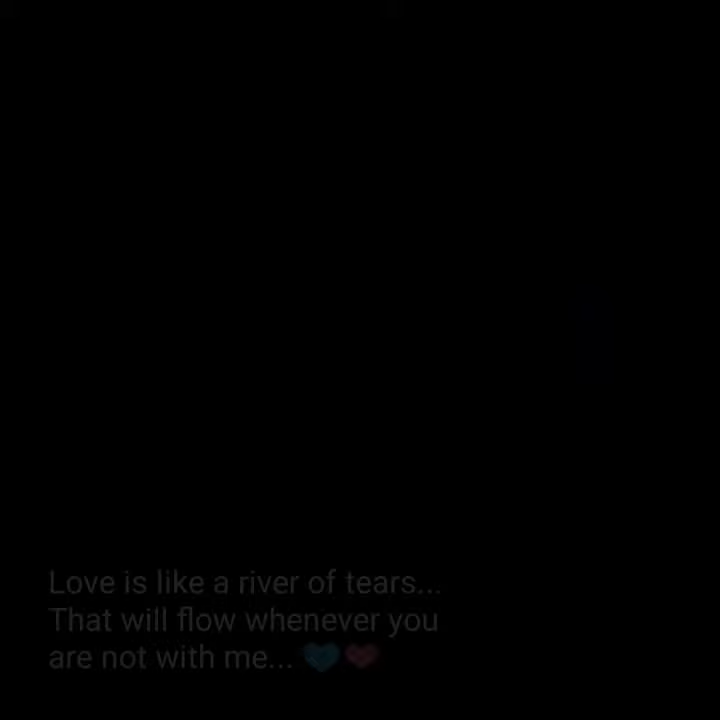 Love is like a river of tears...
That will flow whenever you
are not with me... 💙❤️